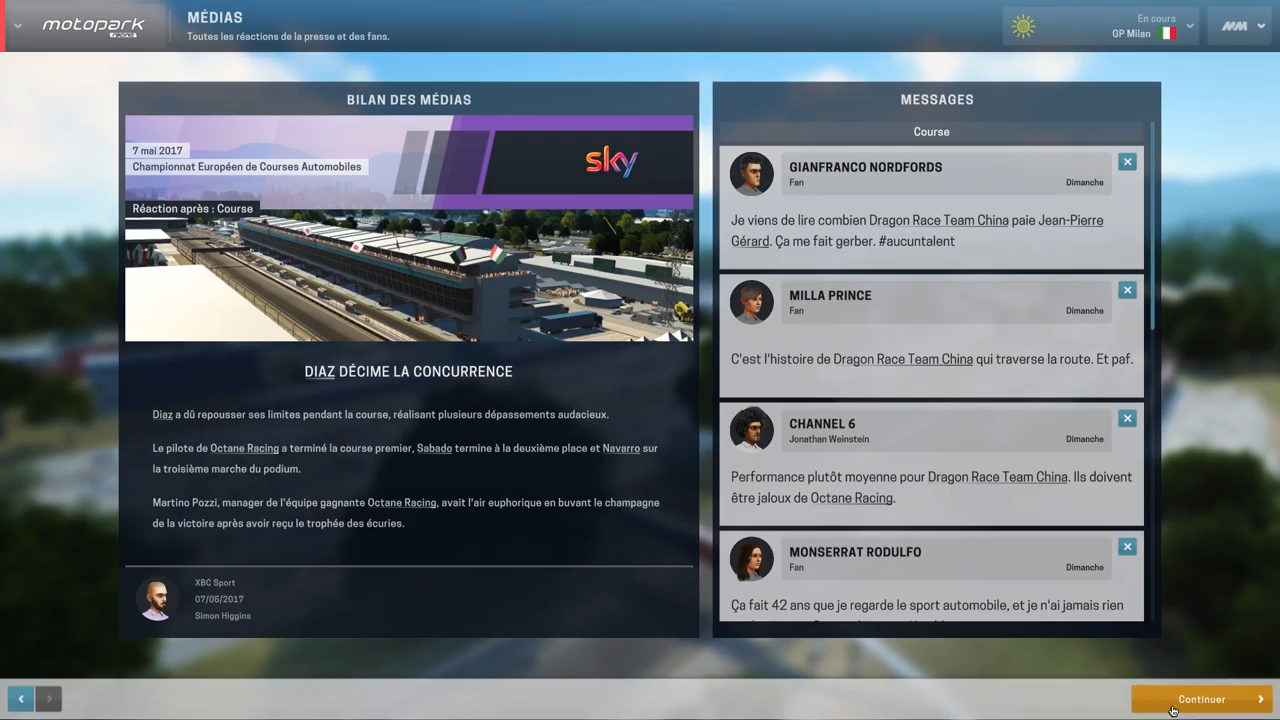 motopark
racing
MÉDIAS
Toutes les réactions de la presse et des fans.
En cours
GP Milan
BILAN DES MÉDIAS
7 mai 2017
Championnat Européen de Courses Automobiles
sky
Réaction après : Course
DIAZ DÉCIME LA CONCURRENCE
Diaz a dû repousser ses limites pendant la course, réalisant plusieurs dépassements audacieux.
Le pilote de Octane Racing a terminé la course premier, Sabado termine à la deuxième place et Navarro sur
la troisième marche du podium.
Martino Pozzi, manager de l'équipe gagnante Octane Racing, avait l'air euphorique en buvant le champagne
de la victoire après avoir reçu le trophée des écuries.
XBC Sport
07/05/2017
Simon Higgins
MESSAGES
Course
GIANFRANCO NORDFORDS
Fan
Dimanche
Je viens de lire combien Dragon Race Team China paie Jean-Pierre
Gérard. Ça me fait gerber. #aucuntalent
MILLA PRINCE
Fan
Dimanche
C'est l'histoire de Dragon Race Team China qui traverse la route. Et paf.
CHANNEL 6
Jonathan Weinstein
Dimanche
Performance plutôt moyenne pour Dragon Race Team China. Ils doivent
être jaloux de Octane Racing.
MONSERRAT RODULFO
Fan
Dimanche
Ça fait 42 ans que je regarde le sport automobile, et je n'ai jamais rien
Continuer